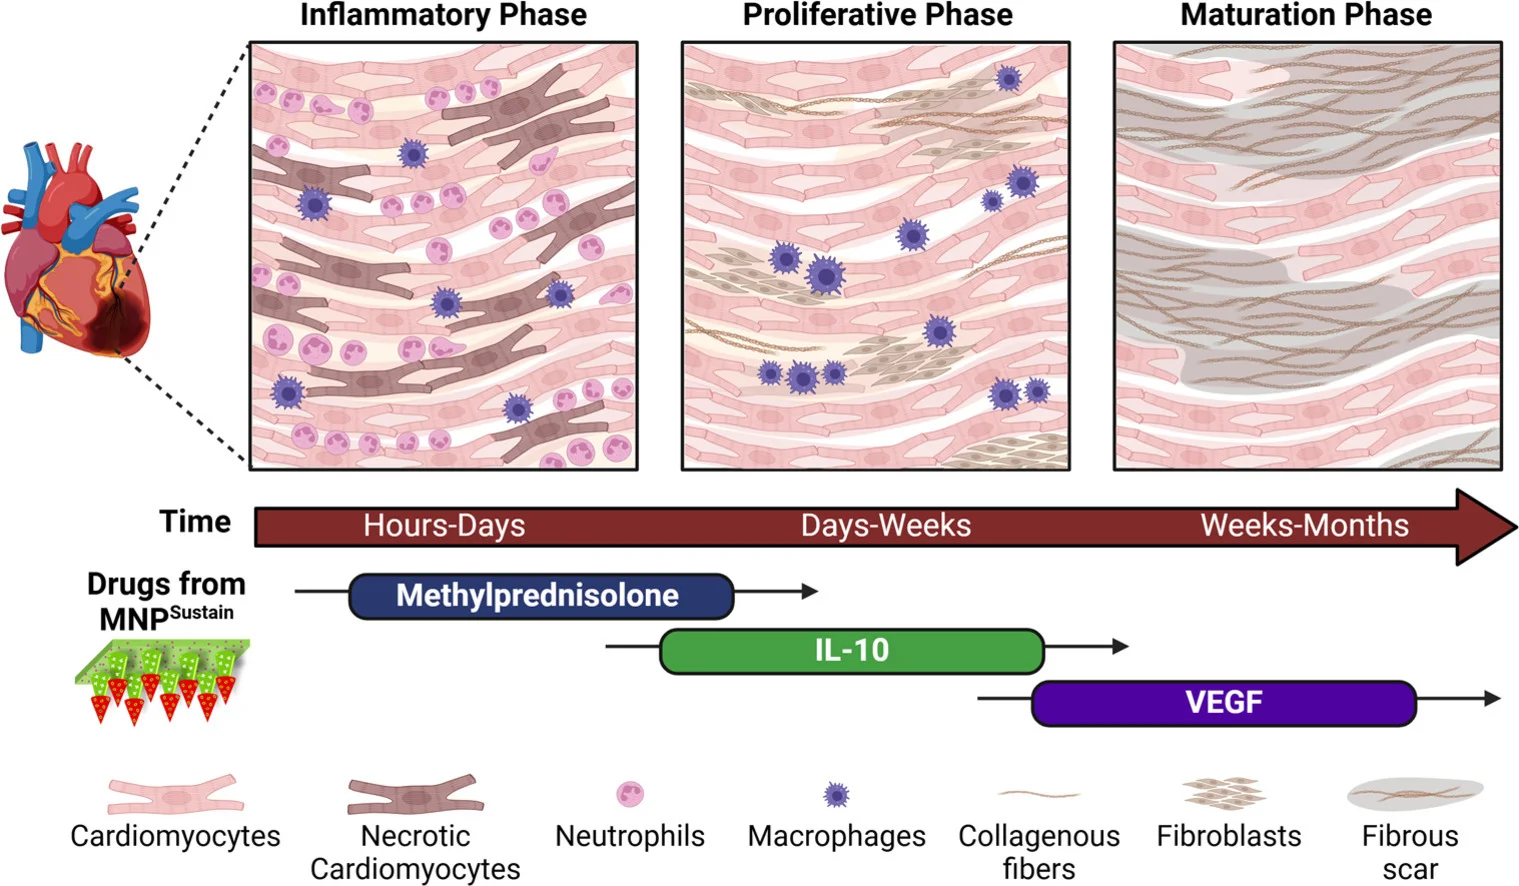 Inflammatory Phase
Proliferative Phase
Maturation Phase
Time
Hours-Days
Days-Weeks
Weeks-Months
Drugs from
MNPSustain
Methylprednisolone
IL-10
VEGF
Cardiomyocytes
Necrotic
Cardiomyocytes
Neutrophils
Macrophages
Collagenous
fibers
Fibroblasts
Fibrous
scar